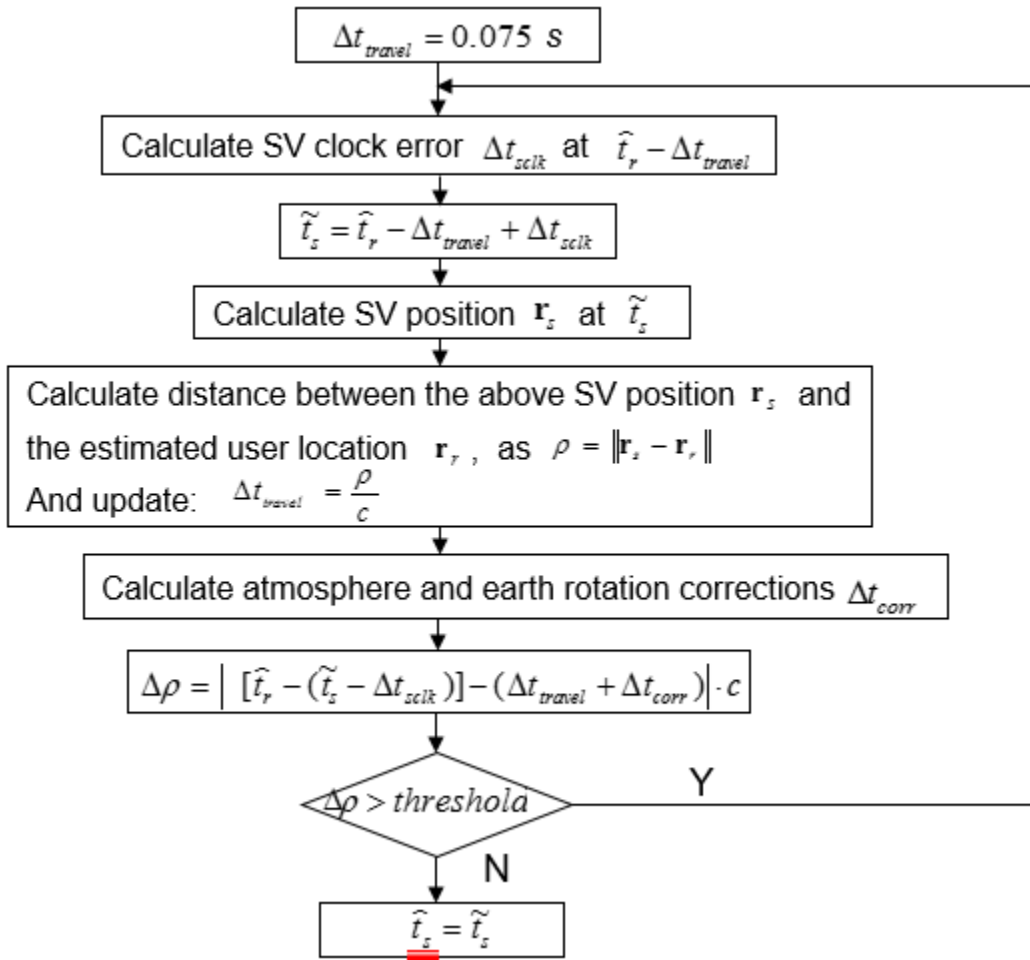 Δt_travel = 0.075 s
Calculate SV clock error Δt_sclk at t̂_r − Δt_travel
t̃_s = t̂_r − Δt_travel + Δt_sclk
Calculate SV position r_s at t̃_s
Calculate distance between the above SV position r_s and
the estimated user location r_r , as ρ = ‖r_s − r_r‖
And update: Δt_travel = ρ/c
Calculate atmosphere and earth rotation corrections Δt_corr
Δρ = | [t̂_r − (t̃_s − Δt_sclk)] − (Δt_travel + Δt_corr)| · c
Y
Δρ > threshola
N
t̂_s = t̃_s